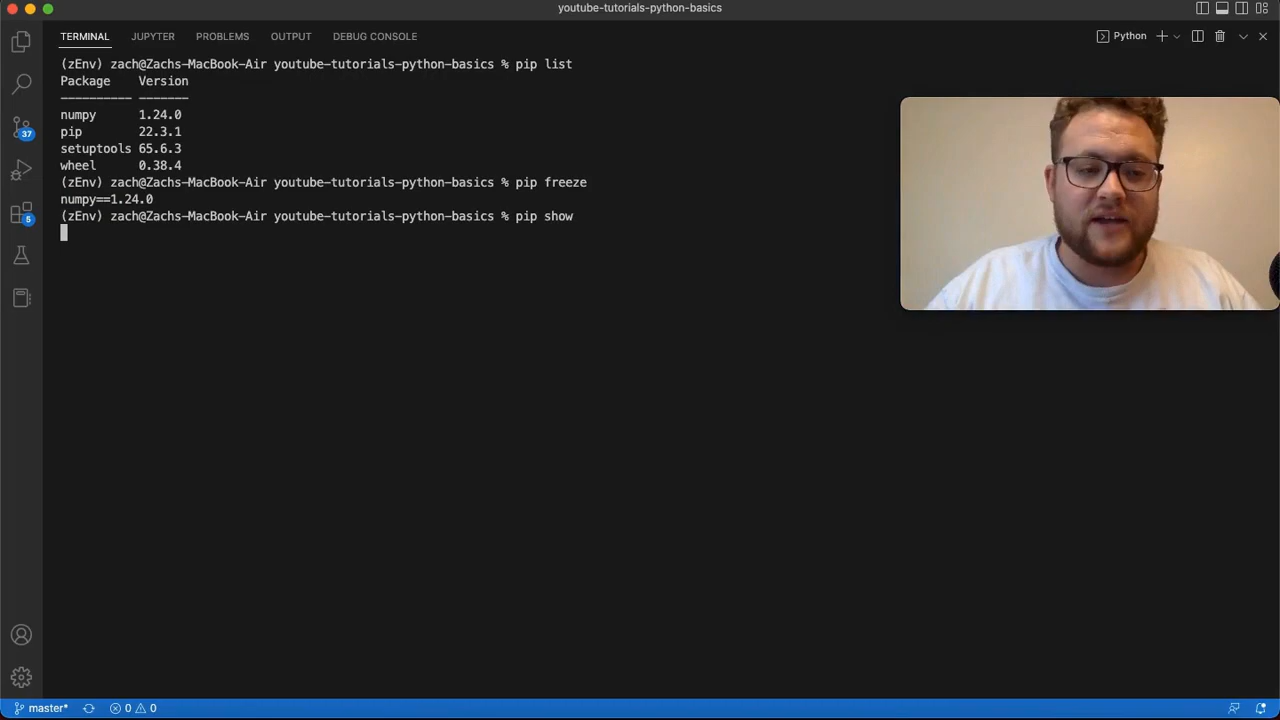 youtube-tutorials-python-basics
TERMINAL JUPYTER PROBLEMS OUTPUT DEBUG CONSOLE
Python
(zEnv) zach@Zachs-MacBook-Air youtube-tutorials-python-basics % pip list
Package    Version
---------- -------
numpy      1.24.0
pip        22.3.1
setuptools 65.6.3
wheel      0.38.4
(zEnv) zach@Zachs-MacBook-Air youtube-tutorials-python-basics % pip freeze
numpy==1.24.0
(zEnv) zach@Zachs-MacBook-Air youtube-tutorials-python-basics % pip show
37
5
master* 0 0